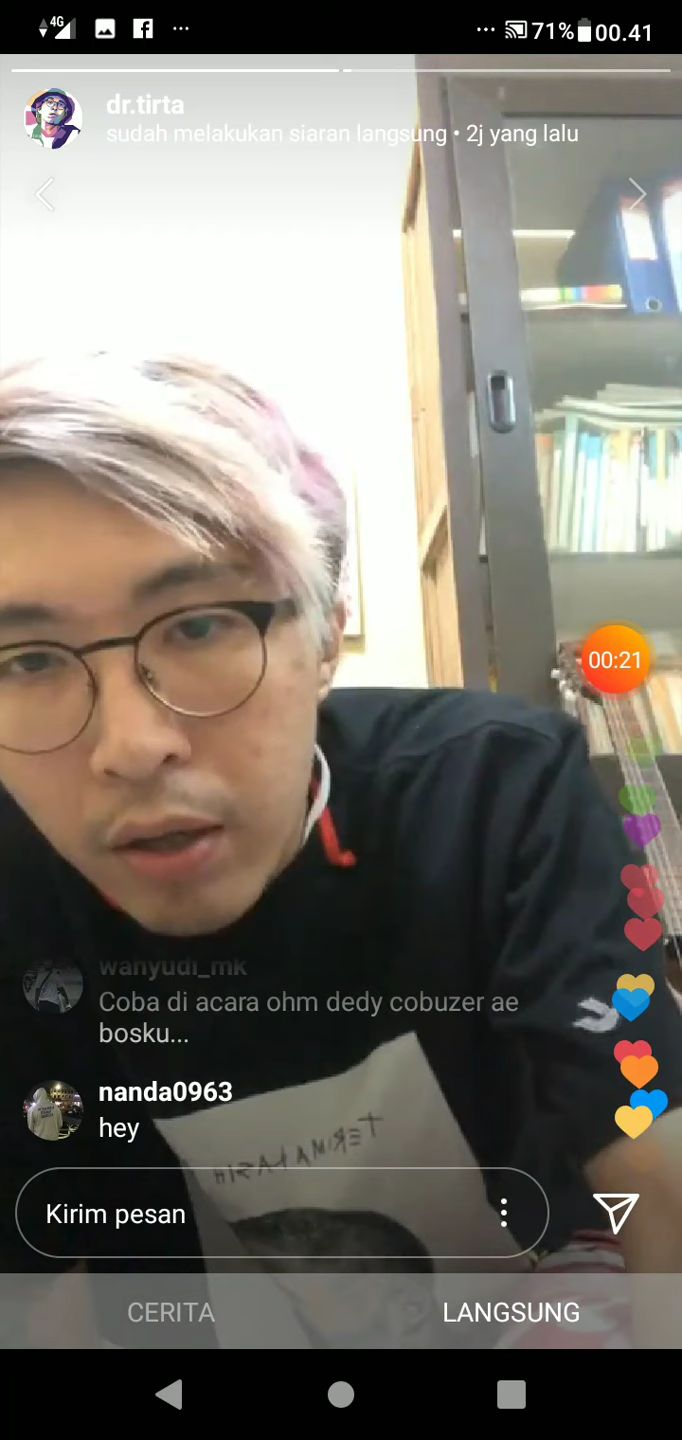 4G
71%
00.41
dr.tirta
sudah melakukan siaran langsung • 2j yang lalu
00:21
wahyudi_mk
Coba di acara ohm dedy cobuzer ae
bosku...
nanda0963
hey
TERIMA KASIH
Kirim pesan
CERITA
LANGSUNG